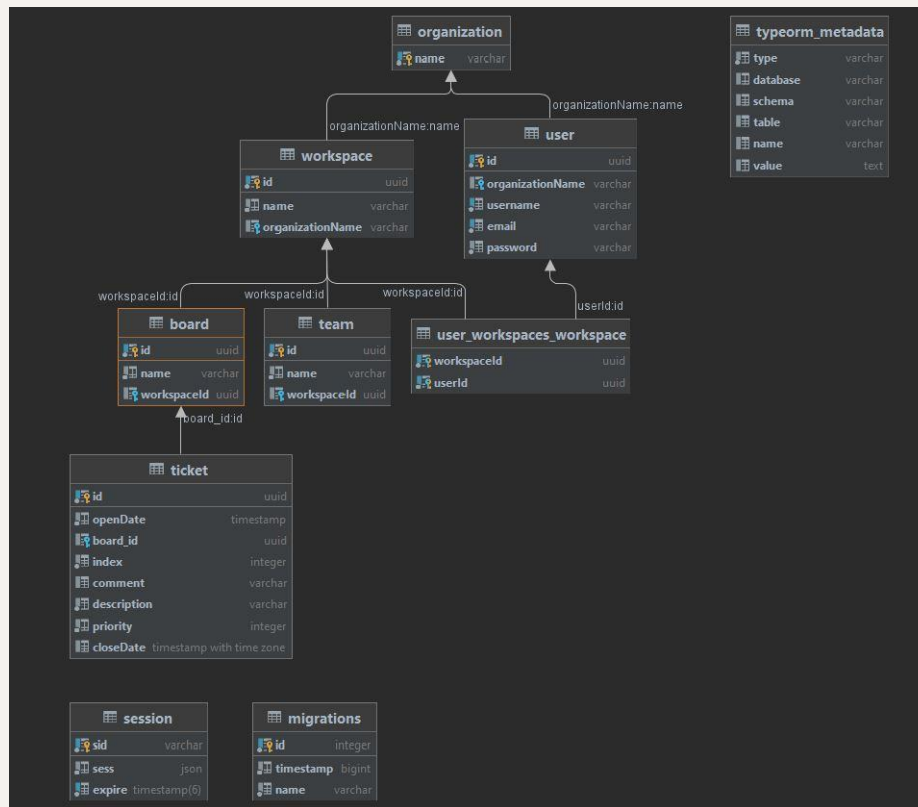 organization
name varchar
typeorm_metadata
type varchar
database varchar
schema varchar
table varchar
name varchar
value text
organizationName:name
organizationName:name
workspace
id uuid
name varchar
organizationName varchar
user
id uuid
organizationName varchar
username varchar
email varchar
password varchar
workspaceId:id
workspaceId:id
workspaceId:id
userId:id
board
id uuid
name varchar
workspaceId uuid
team
id uuid
name varchar
workspaceId uuid
user_workspaces_workspace
workspaceId uuid
userId uuid
board_id:id
ticket
id uuid
openDate timestamp
board_id uuid
index integer
comment varchar
description varchar
priority integer
closeDate timestamp with time zone
session
sid varchar
sess json
expire timestamp(6)
migrations
id integer
timestamp bigint
name varchar